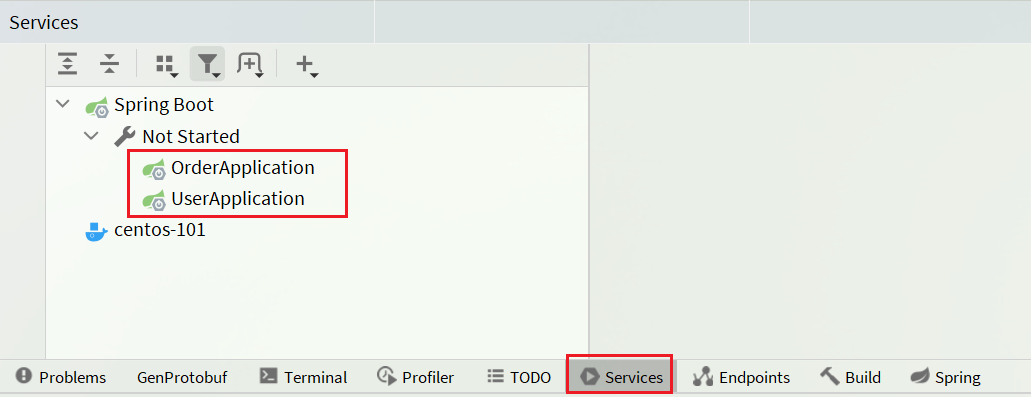 Services
Spring Boot
Not Started
OrderApplication
UserApplication
centos-101
Problems GenProtobuf Terminal Profiler TODO Services Endpoints Build Spring